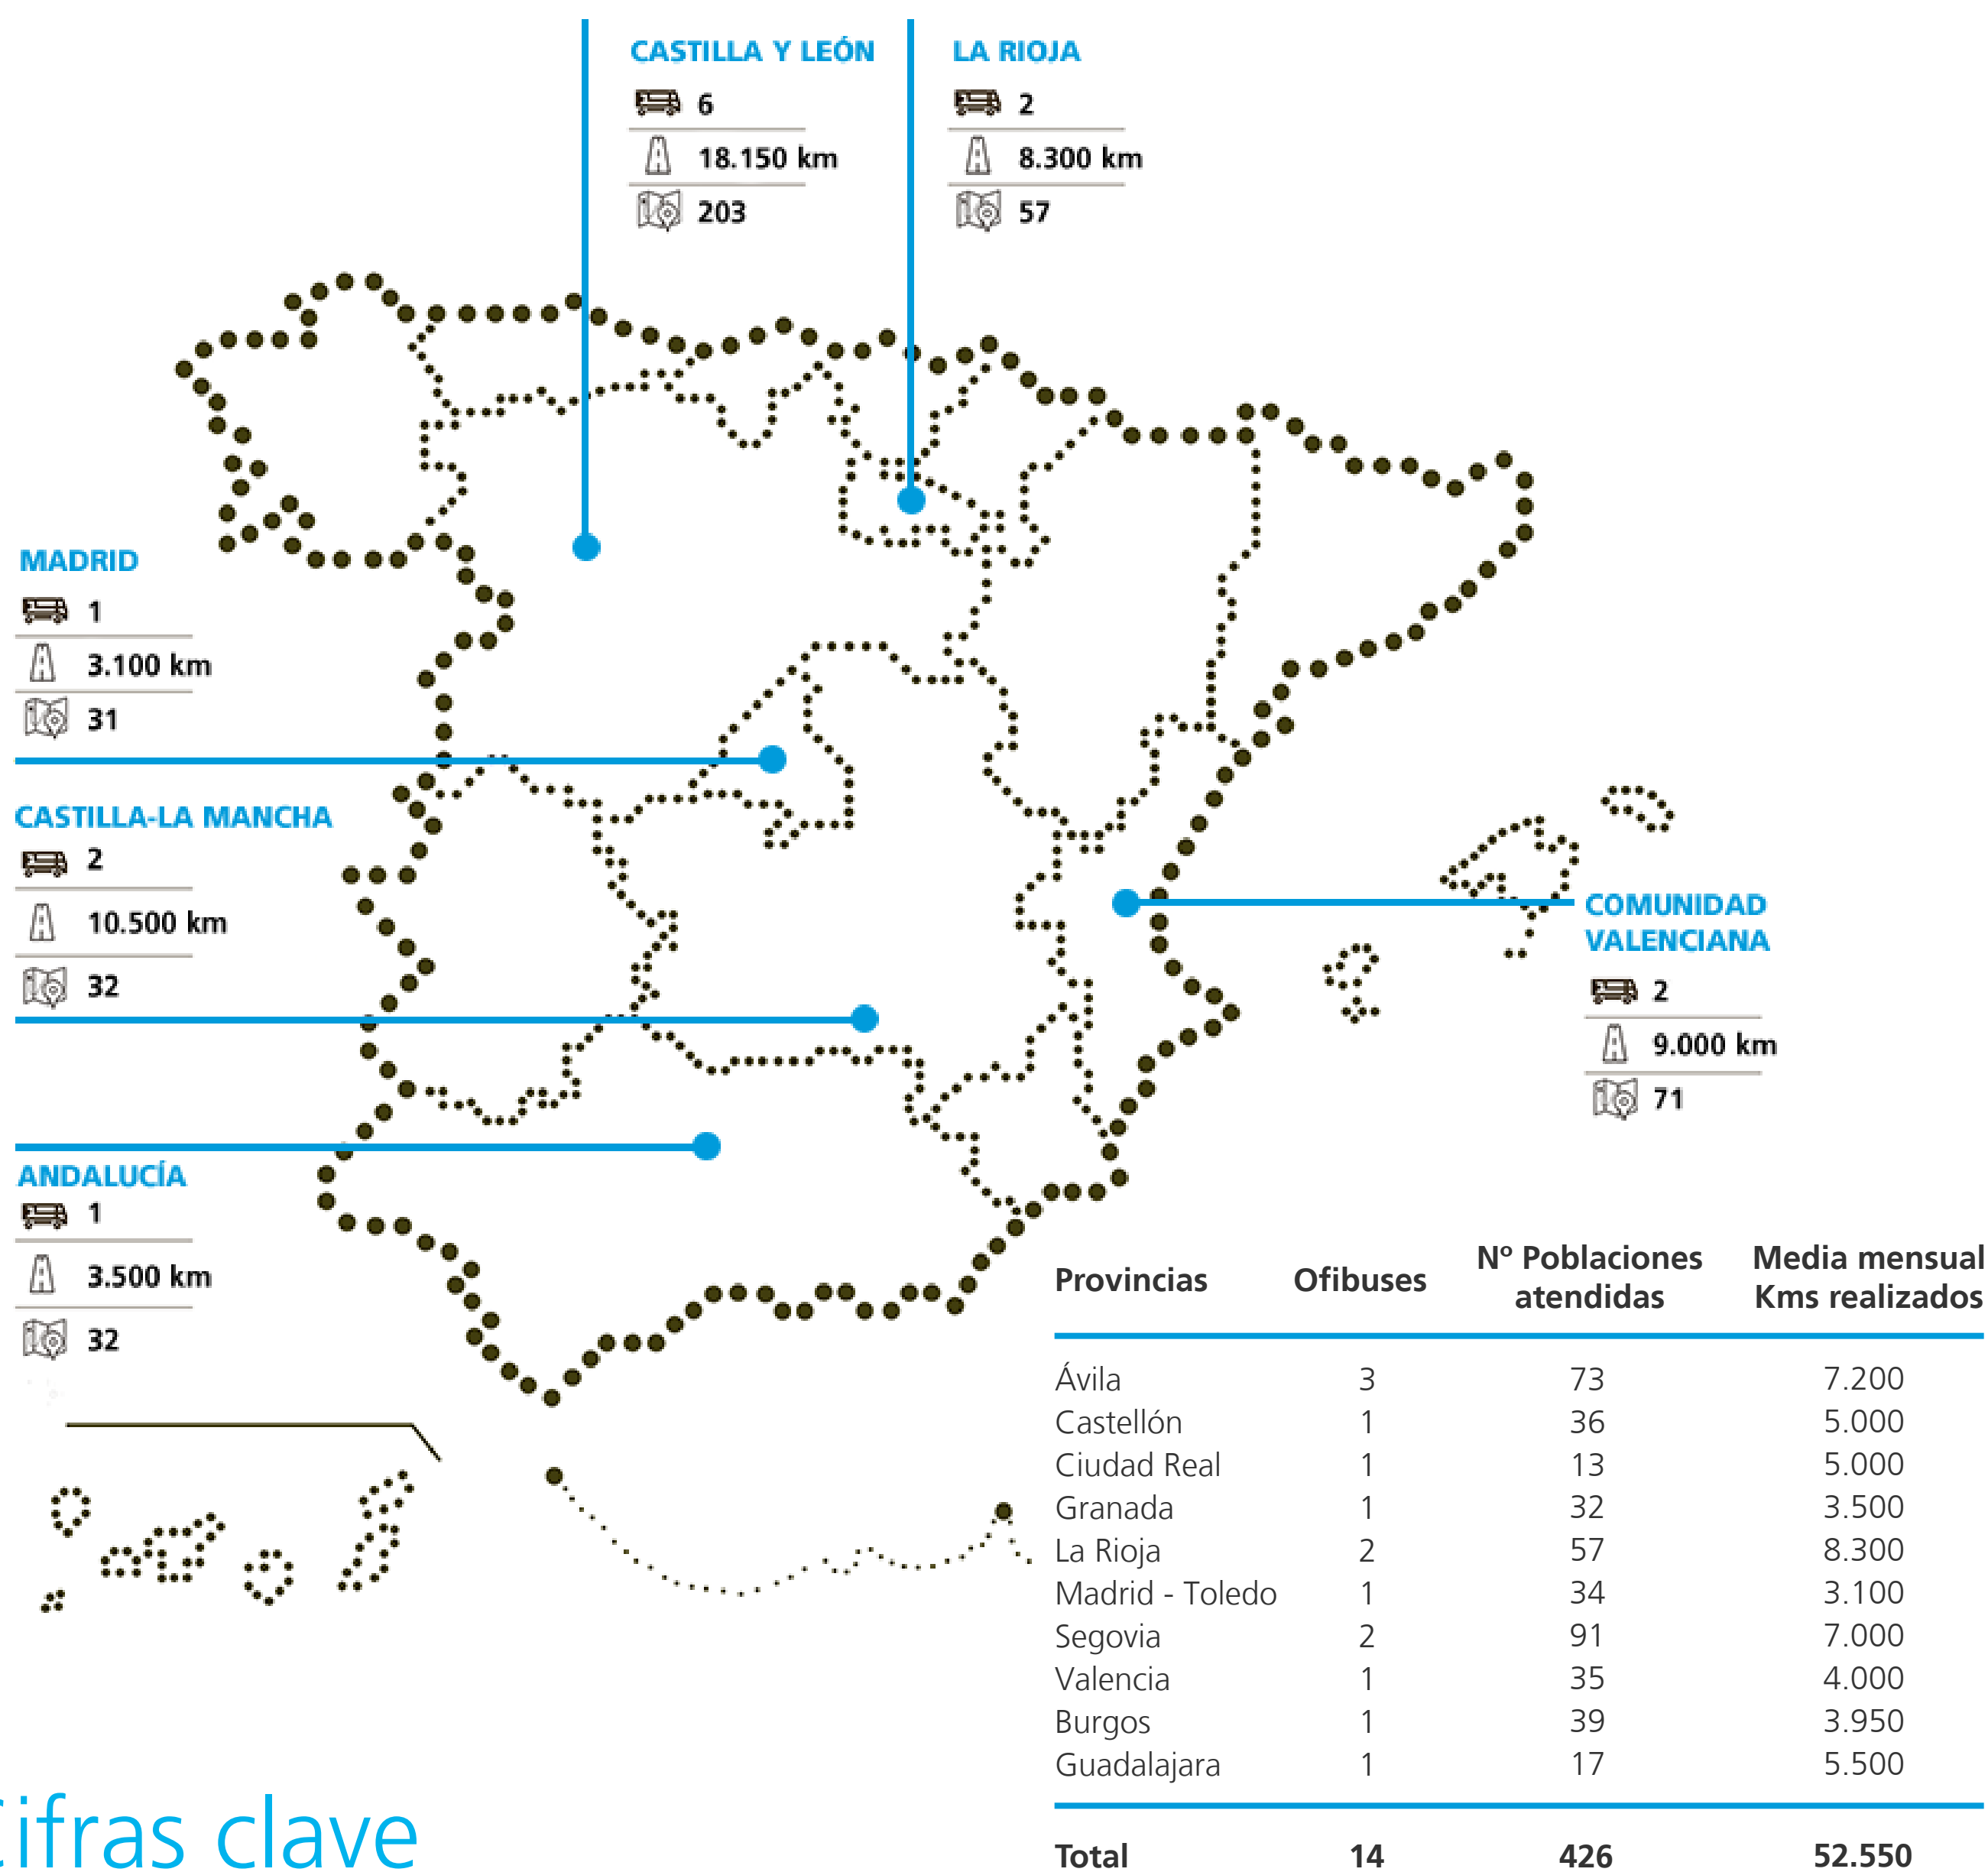 CASTILLA Y LEÓN
6
18.150 km
203
LA RIOJA
2
8.300 km
57
MADRID
1
3.100 km
31
CASTILLA-LA MANCHA
2
10.500 km
32
COMUNIDAD
VALENCIANA
2
9.000 km
71
ANDALUCÍA
1
3.500 km
32
Provincias Ofibuses Nº Poblaciones atendidas Media mensual Kms realizados
Ávila 3 73 7.200
Castellón 1 36 5.000
Ciudad Real 1 13 5.000
Granada 1 32 3.500
La Rioja 2 57 8.300
Madrid - Toledo 1 34 3.100
Segovia 2 91 7.000
Valencia 1 35 4.000
Burgos 1 39 3.950
Guadalajara 1 17 5.500
Total 14 426 52.550
Cifras clave